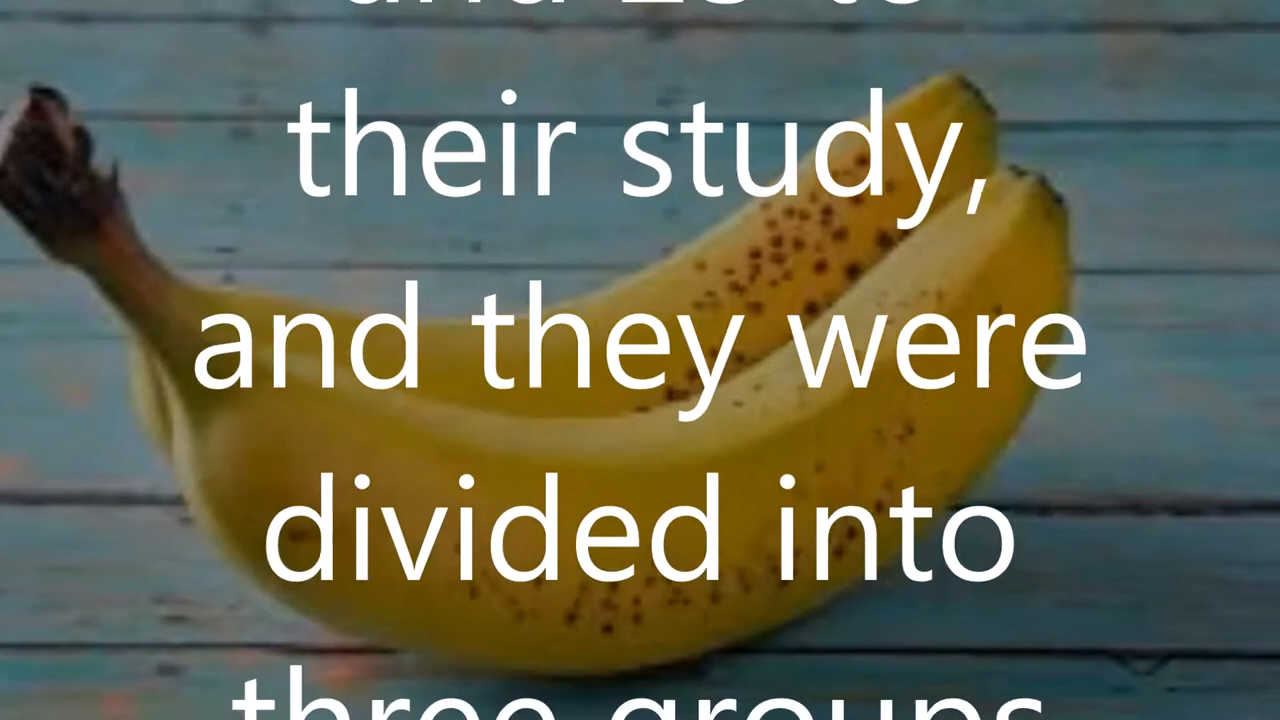 their study,
and they were
divided into
three groups